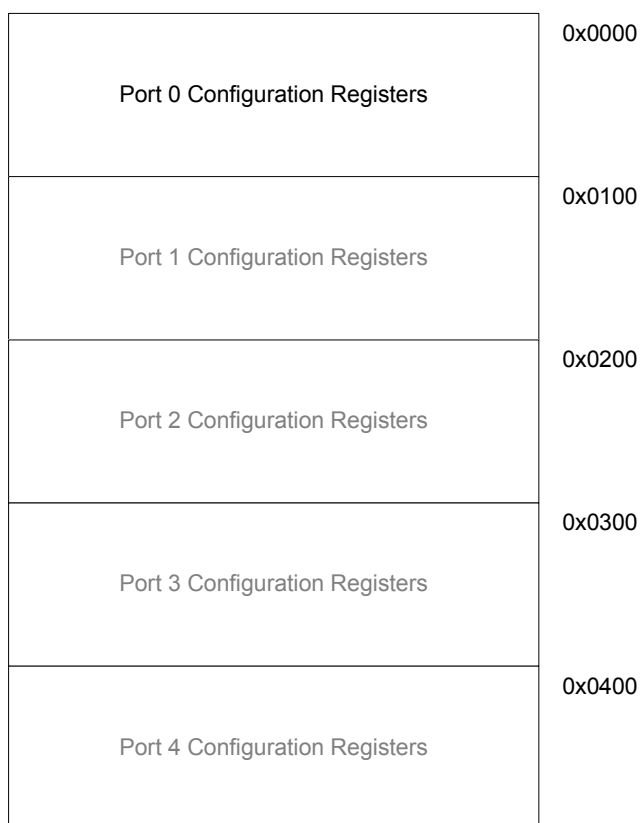 0x0000
Port 0 Configuration Registers
0x0100
Port 1 Configuration Registers
0x0200
Port 2 Configuration Registers
0x0300
Port 3 Configuration Registers
0x0400
Port 4 Configuration Registers